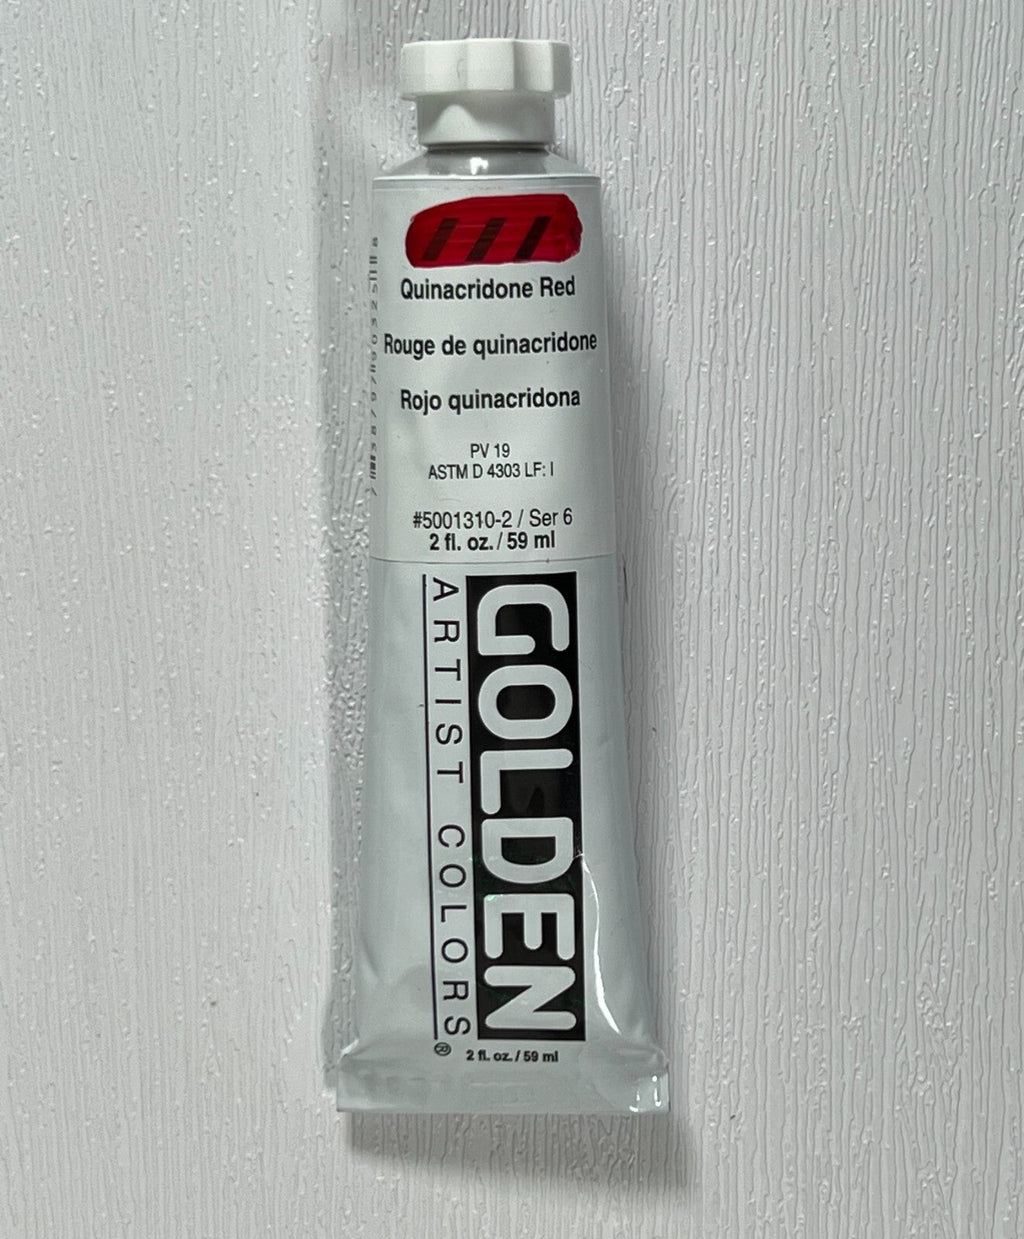 Quinacridone Red
Rouge de quinacridone
Rojo quinacridona
PV 19
ASTM D 4303 LF: I
#5001310-2 / Ser 6
2 fl. oz. / 59 ml
GOLDEN
ARTIST COLORS®
2 fl. oz. / 59 ml